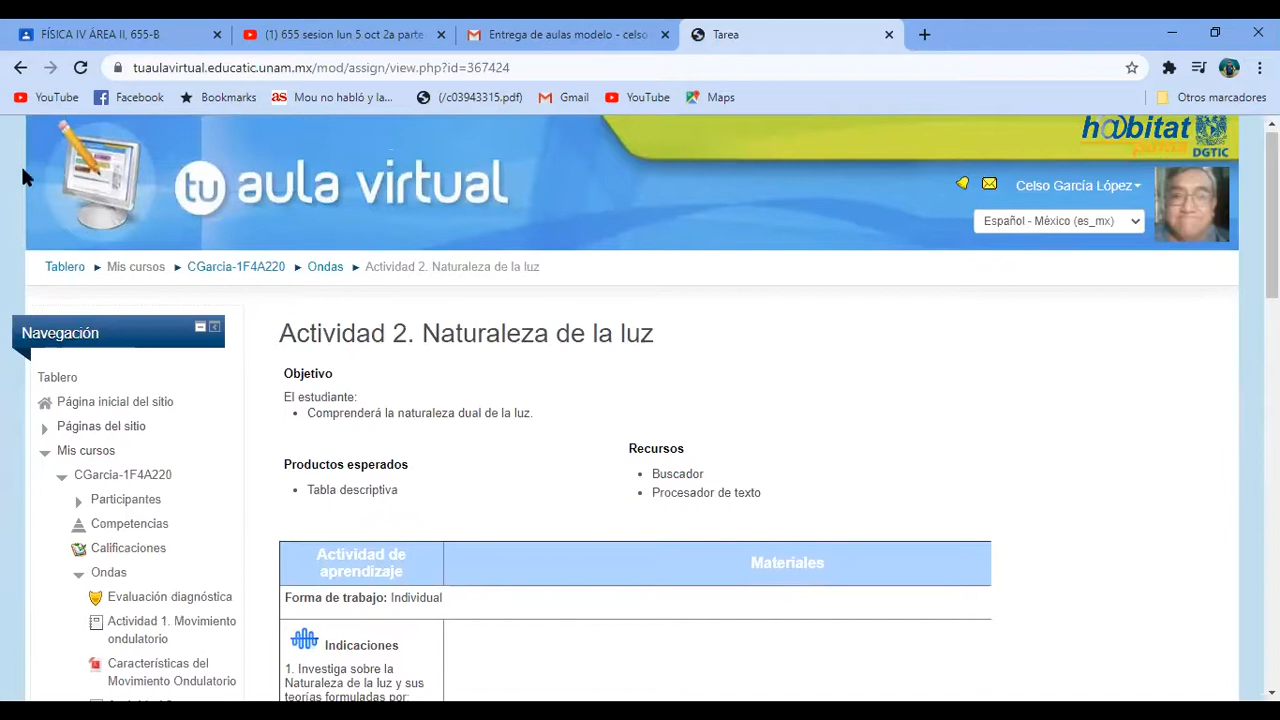 FÍSICA IV ÁREA II, 655-B
(1) 655 sesion lun 5 oct 2a parte
Entrega de aulas modelo - celso
Tarea
tuaulavirtual.educatic.unam.mx/mod/assign/view.php?id=367424
YouTube
Facebook
Bookmarks
as
Mou no habló y la...
(/c03943315.pdf)
Gmail
YouTube
Maps
Otros marcadores
h@bitat
puma
DGTIC
tu aula virtual
Celso García López
Español - México (es_mx)
Tablero
Mis cursos
CGarcia-1F4A220
Ondas
Actividad 2. Naturaleza de la luz
Navegación
Tablero
Página inicial del sitio
Páginas del sitio
Mis cursos
CGarcia-1F4A220
Participantes
Competencias
Calificaciones
Ondas
Evaluación diagnóstica
Actividad 1. Movimiento
ondulatorio
Características del
Movimiento Ondulatorio
Actividad 2. Naturaleza de la luz
Objetivo
El estudiante:
Comprenderá la naturaleza dual de la luz.
Productos esperados
Tabla descriptiva
Recursos
Buscador
Procesador de texto
Actividad de
aprendizaje
Materiales
Forma de trabajo: Individual
Indicaciones
1. Investiga sobre la
Naturaleza de la luz y sus
teorías formuladas por: